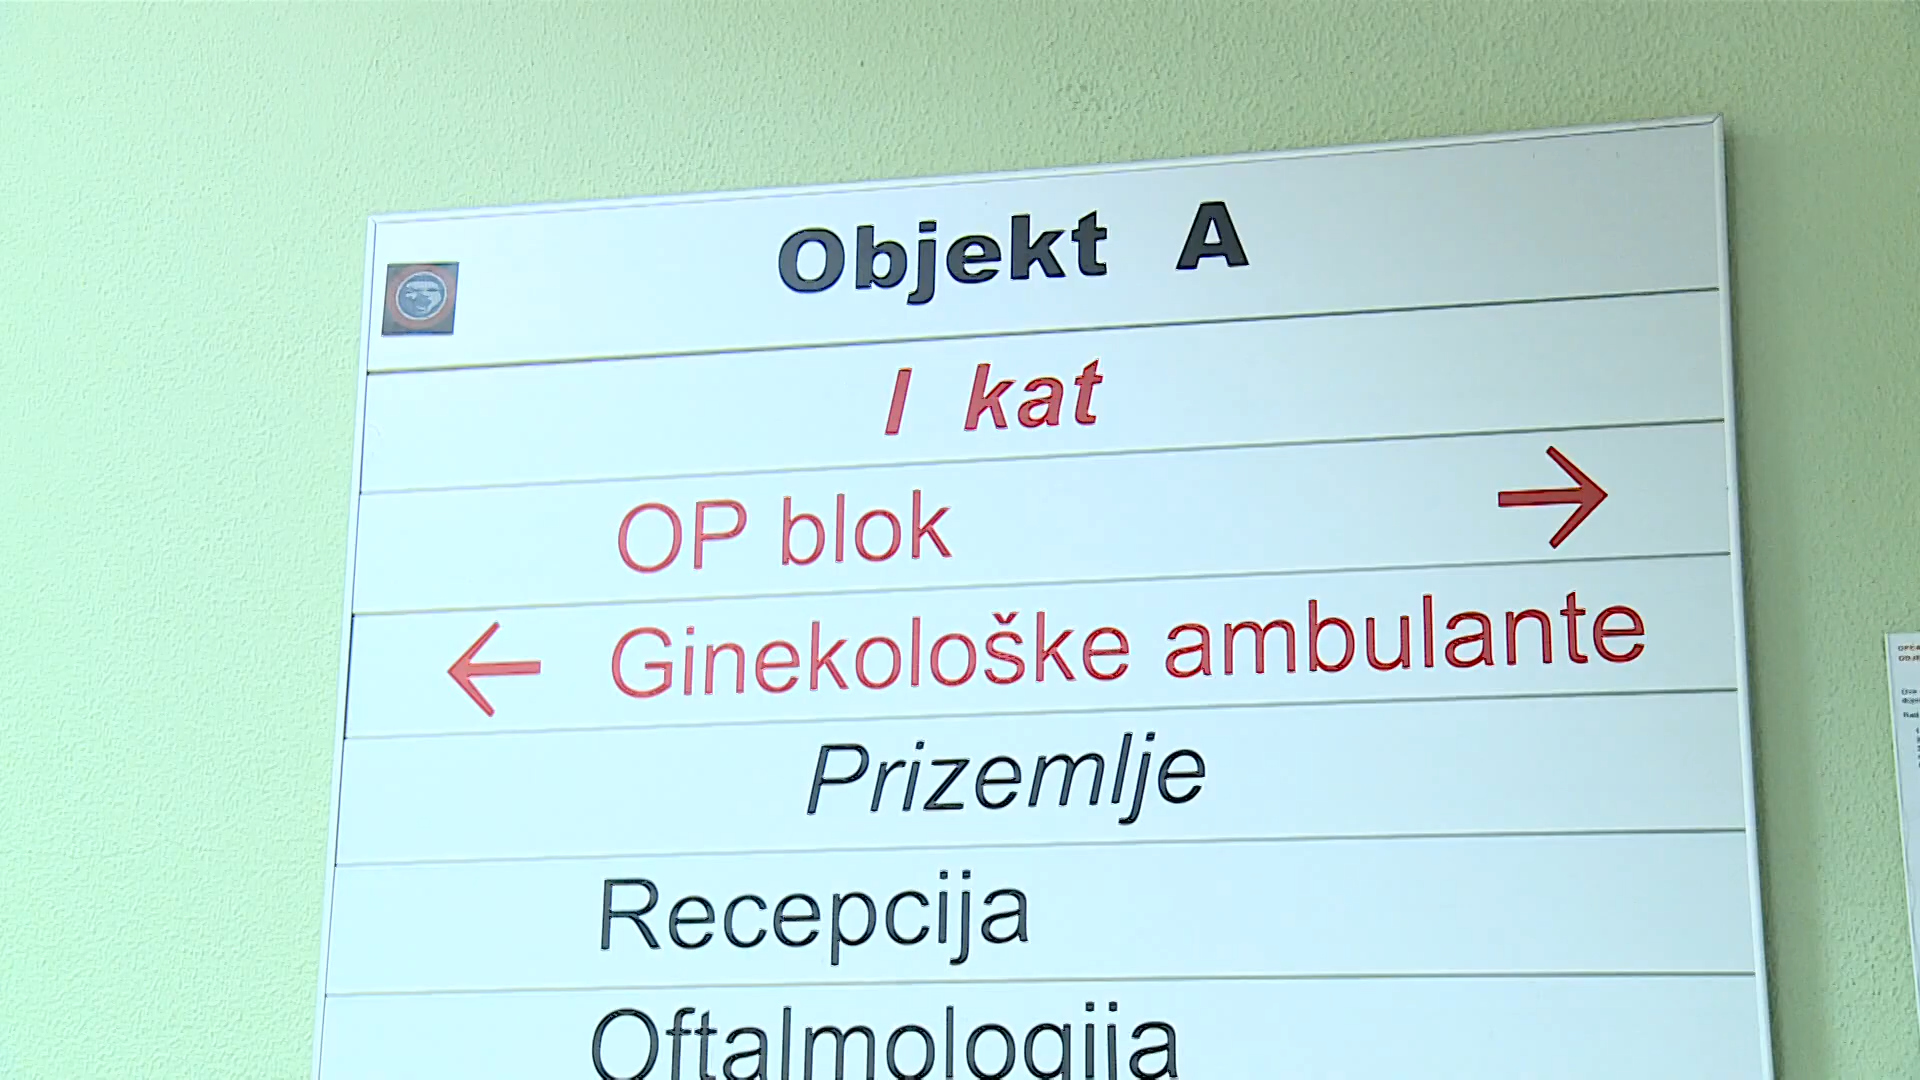 Objekt A
I kat
OP blok
Ginekološke ambulante
Prizemlje
Recepcija
Oftalmologija